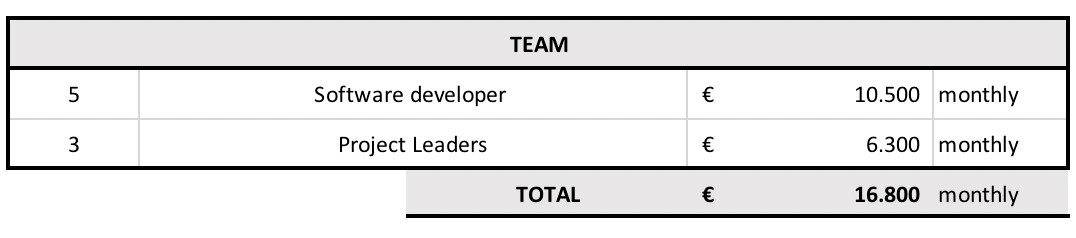 TEAM
5 Software developer € 10.500 monthly
3 Project Leaders € 6.300 monthly
TOTAL € 16.800 monthly